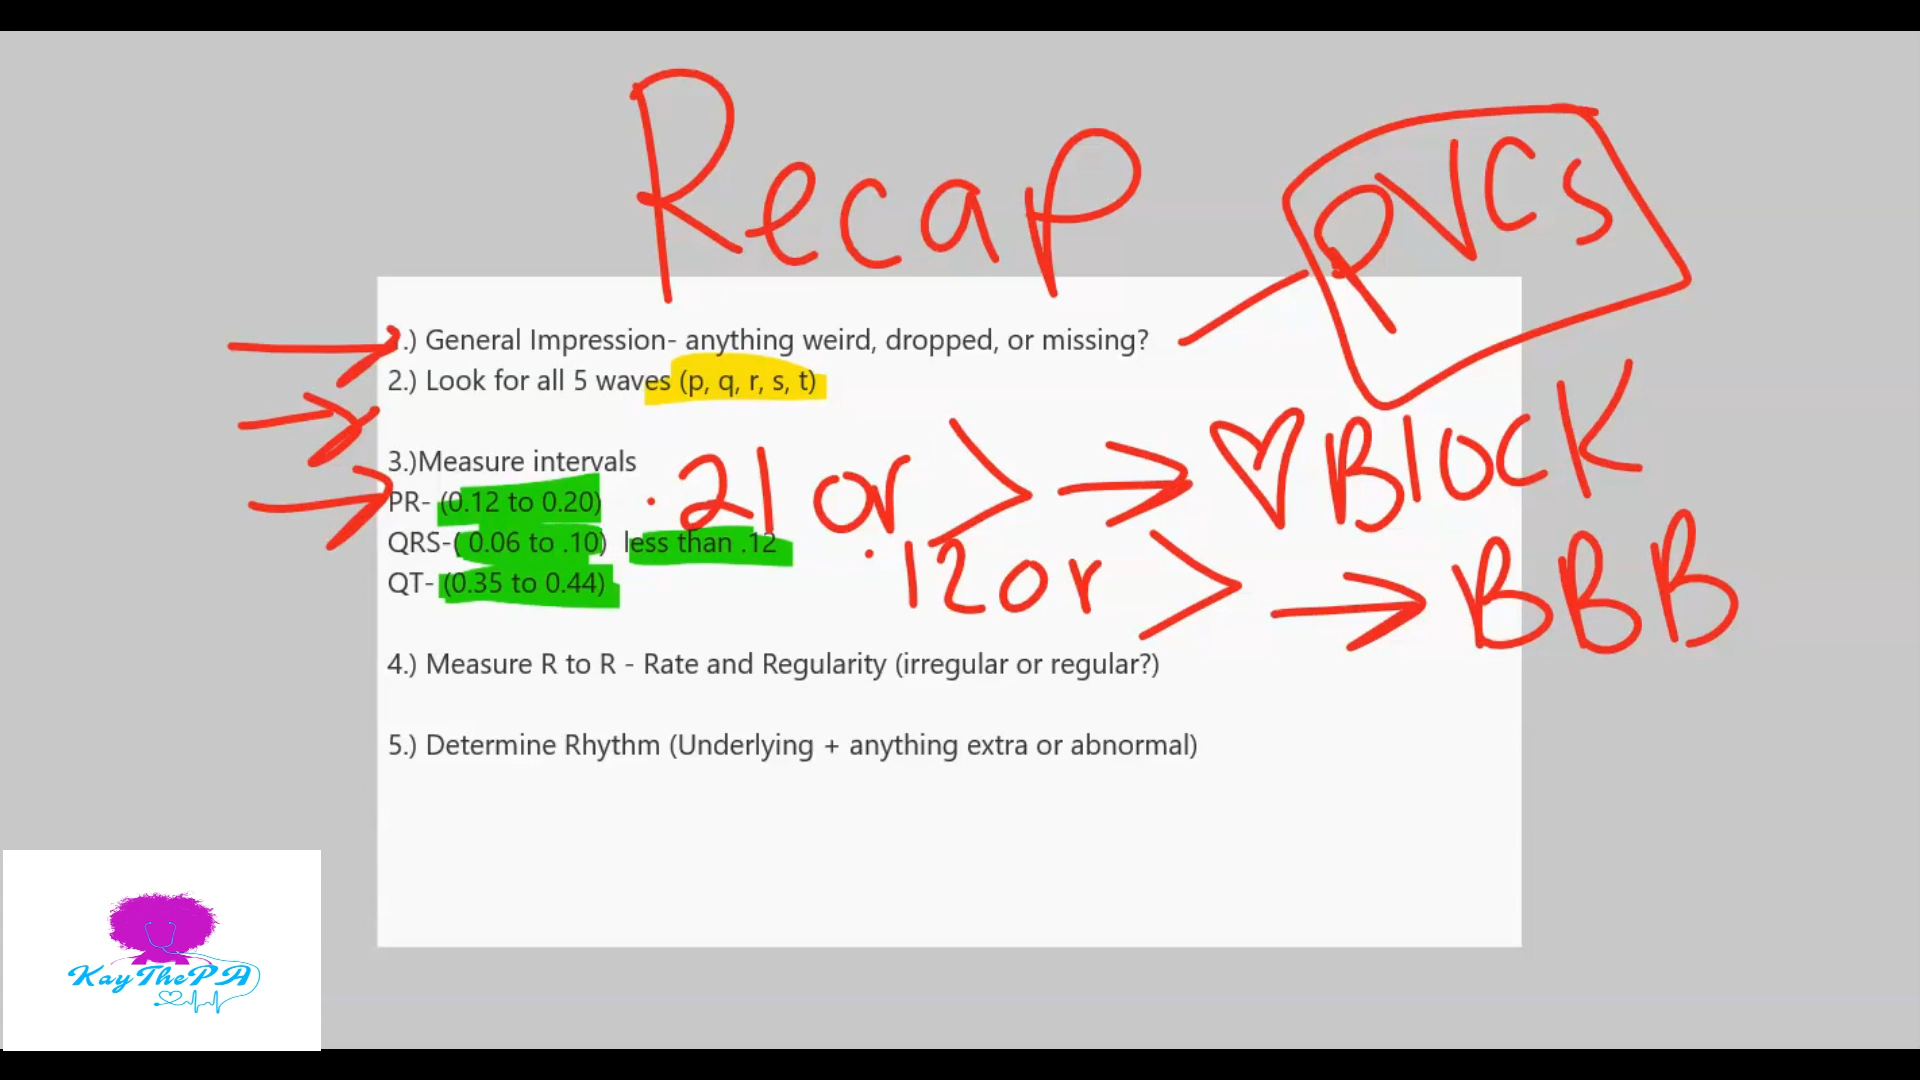 Recap
PVCs
1.) General Impression- anything weird, dropped, or missing?
2.) Look for all 5 waves (p, q, r, s, t)
3.)Measure intervals
PR- (0.12 to 0.20) .21 or > → ♡ Block
QRS-( 0.06 to .10) less than .12 .12 or > → BBB
QT- (0.35 to 0.44)
4.) Measure R to R - Rate and Regularity (irregular or regular?)
5.) Determine Rhythm (Underlying + anything extra or abnormal)
KayThePA